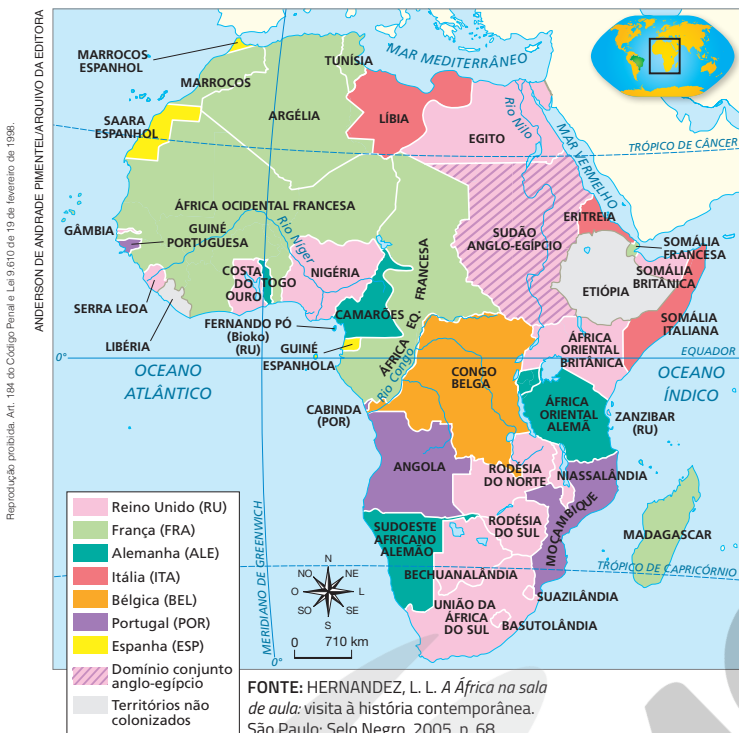 ANDERSON DE ANDRADE PIMENTEL/ARQUIVO DA EDITORA
Reprodução proibida. Art. 184 do Código Penal e Lei 9.610 de 19 de fevereiro de 1998.
MARROCOS
ESPANHOL
MARROCOS
TUNÍSIA
MAR MEDITERRÂNEO
SAARA
ESPANHOL
ARGÉLIA
LÍBIA
EGITO
Rio Nilo
MAR VERMELHO
TRÓPICO DE CÂNCER
ÁFRICA OCIDENTAL FRANCESA
GÂMBIA
GUINÉ
PORTUGUESA
Rio Níger
SUDÃO
ANGLO-EGÍPCIO
ERITREIA
SOMÁLIA
FRANCESA
SOMÁLIA
BRITÂNICA
ETIÓPIA
SOMÁLIA
ITALIANA
COSTA
DO
OURO
TOGO
NIGÉRIA
CAMARÕES
ÁFRICA EQ. FRANCESA
SERRA LEOA
LIBÉRIA
FERNANDO PÓ
(Bioko)
(RU)
GUINÉ
ESPANHOLA
0°
EQUADOR
OCEANO
ATLÂNTICO
Rio Congo
CONGO
BELGA
ÁFRICA
ORIENTAL
BRITÂNICA
OCEANO
ÍNDICO
CABINDA
(POR)
ÁFRICA
ORIENTAL
ALEMÃ
ZANZIBAR
(RU)
ANGOLA
RODÉSIA
DO NORTE
NIASSALÂNDIA
MOÇAMBIQUE
RODÉSIA
DO SUL
MADAGASCAR
SUDOESTE
AFRICANO
ALEMÃO
BECHUANALÂNDIA
TRÓPICO DE CAPRICÓRNIO
SUAZILÂNDIA
UNIÃO DA
ÁFRICA
DO SUL
BASUTOLÂNDIA
MERIDIANO DE GREENWICH
0°
N
NO
NE
O
L
SO
SE
S
0 710 km
Reino Unido (RU)
França (FRA)
Alemanha (ALE)
Itália (ITA)
Bélgica (BEL)
Portugal (POR)
Espanha (ESP)
Domínio conjunto
anglo-egípcio
Territórios não
colonizados
FONTE: HERNANDEZ, L. L. A África na sala
de aula: visita à história contemporânea.
São Paulo: Selo Negro, 2005. p. 68.